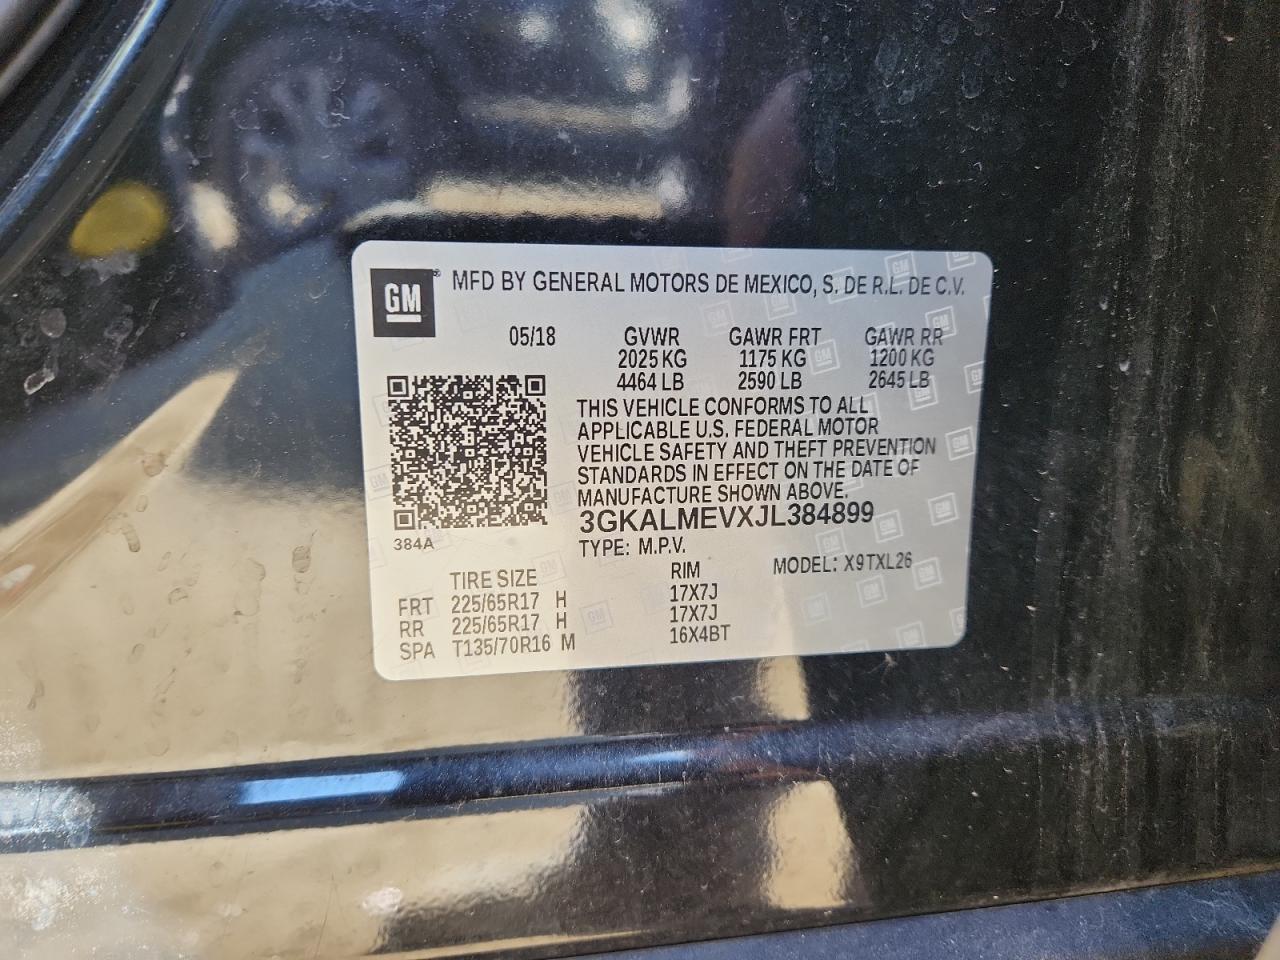 GM® MFD BY GENERAL MOTORS DE MEXICO, S. DE R.L. DE C.V.
05/18 GVWR GAWR FRT GAWR RR
2025 KG 1175 KG 1200 KG
4464 LB 2590 LB 2645 LB
THIS VEHICLE CONFORMS TO ALL
APPLICABLE U.S. FEDERAL MOTOR
VEHICLE SAFETY AND THEFT PREVENTION
STANDARDS IN EFFECT ON THE DATE OF
MANUFACTURE SHOWN ABOVE.
3GKALMEVXJL384899
384A TYPE: M.P.V. MODEL: X9TXL26
TIRE SIZE RIM
FRT 225/65R17 H 17X7J
RR 225/65R17 H 17X7J
SPA T135/70R16 M 16X4BT